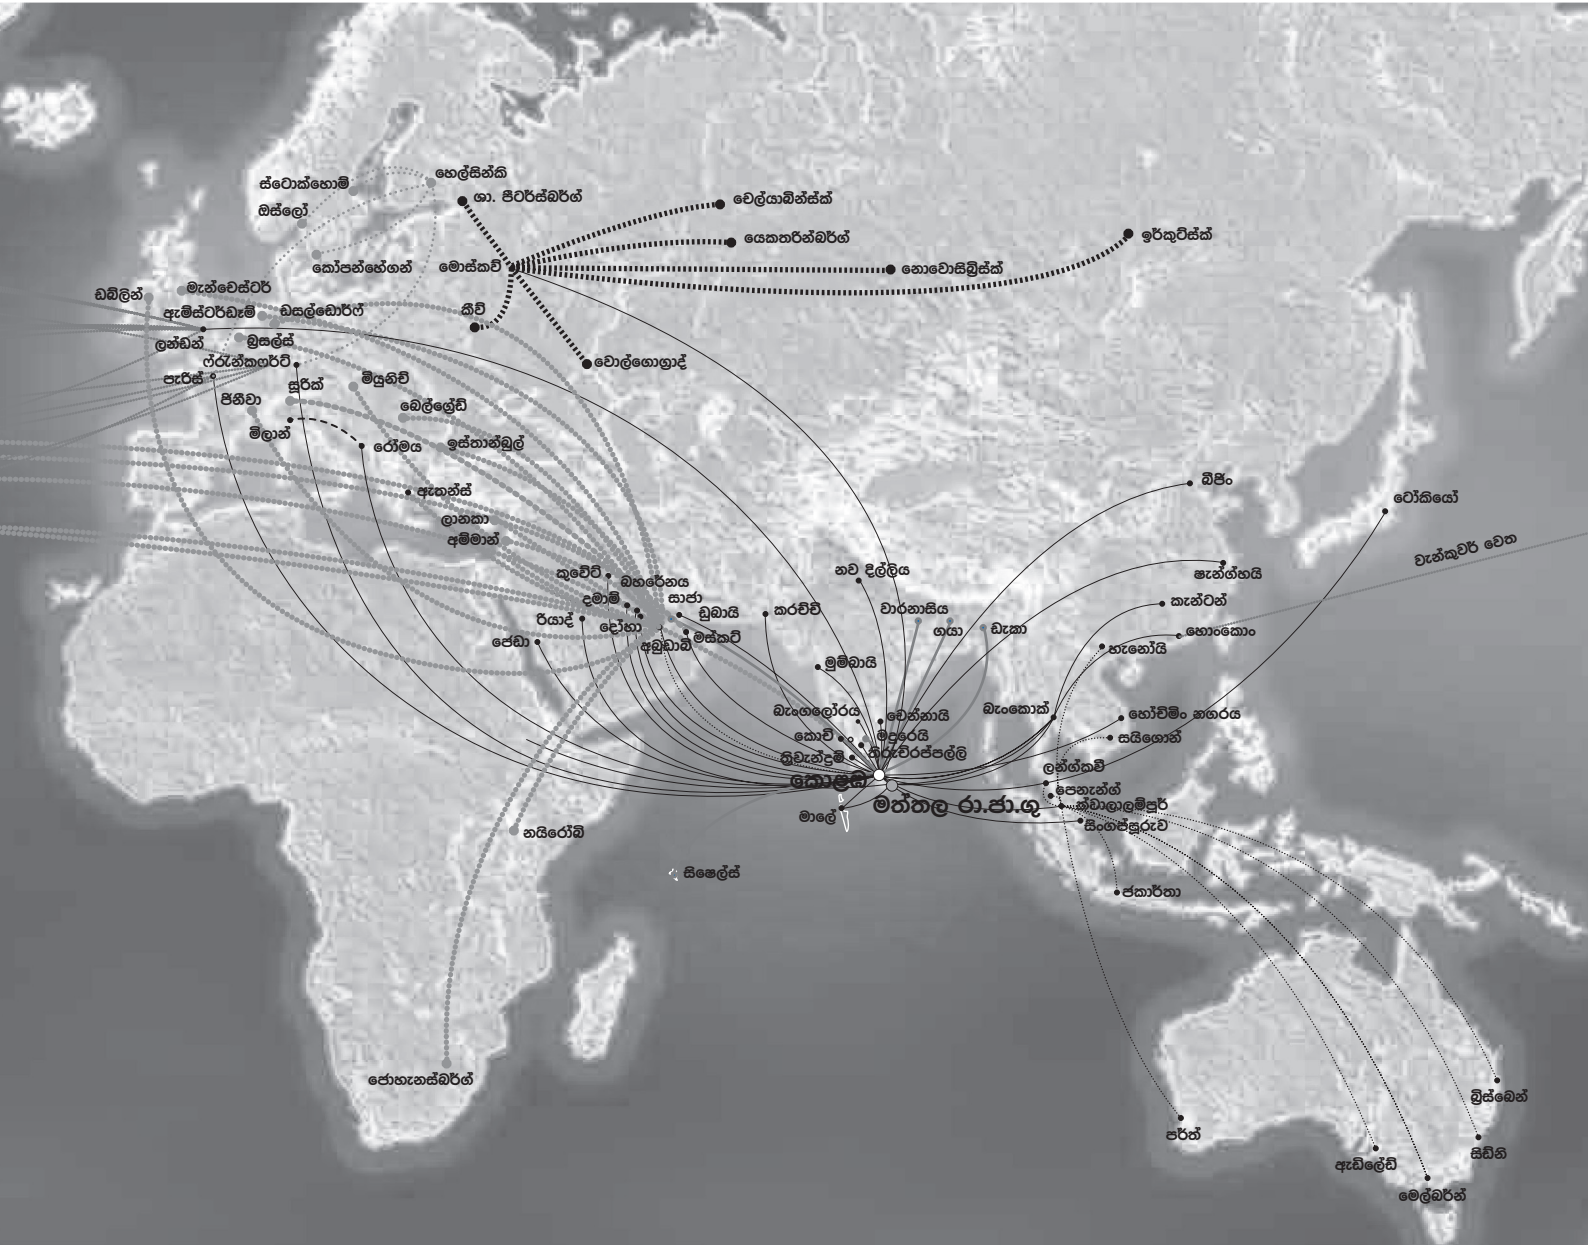 හෙල්සින්කි
ස්ටොක්හොම්
ශා. පීටර්ස්බර්ග්
චෙල්යාබින්ස්ක්
ඔස්ලෝ
යෙකතරින්බර්ග්
ඉර්කුට්ස්ක්
කෝපන්හේගන්
මොස්කව්
නොවොසිබ්‍රිස්ක්
ඩබ්ලින්
මැන්චෙස්ටර්
ඇම්ස්ටර්ඩෑම්
ඩසල්ඩොර්ෆ්
කීව්
ලන්ඩන්
බ්‍රසල්ස්
ෆ්රැන්කෆර්ට්
වොල්ගොග්‍රාද්
පැරිස්
සූරික්
මියුනිච්
ජිනීවා
බෙල්ග්‍රේඩ්
මිලාන්
රෝමය
ඉස්තාන්බුල්
බීජිං
ඇතන්ස්
ටෝකියෝ
ලානකා
අම්මාන්
වැන්කුවර් වෙත
කුවේට්
බහරේනය
නව දිල්ලිය
ෂැන්ග්හයි
දමාම්
සාජා
ඩුබායි
කරච්චි
වාරනාසිය
කැන්ටන්
රියාද්
දෝහා
ගයා
ඩැකා
හොංකොං
ජේඩා
අබුඩාබි
මස්කට්
හැනෝයි
මුම්බායි
බැංගලෝරය
චෙන්නායි
බැංකොක්
හෝචිමිං නගරය
කොචි
මදුරෙයි
සයිගොන්
ත්‍රිවැන්ද්‍රම්
තිරුච්රප්පල්ලි
ලන්ග්කවි
කොළඹ
පෙනැන්ග්
මත්තල රා.ජා.ගු
ක්වාලාලුම්පූර්
මාලේ
සිංගප්පූරුව
නයිරෝබි
සිෂෙල්ස්
ජකාර්තා
ජොහැනස්බර්ග්
බ්‍රිස්බෙන්
පර්ත්
සිඩ්නි
ඇඩිලේඩ්
මෙල්බර්න්